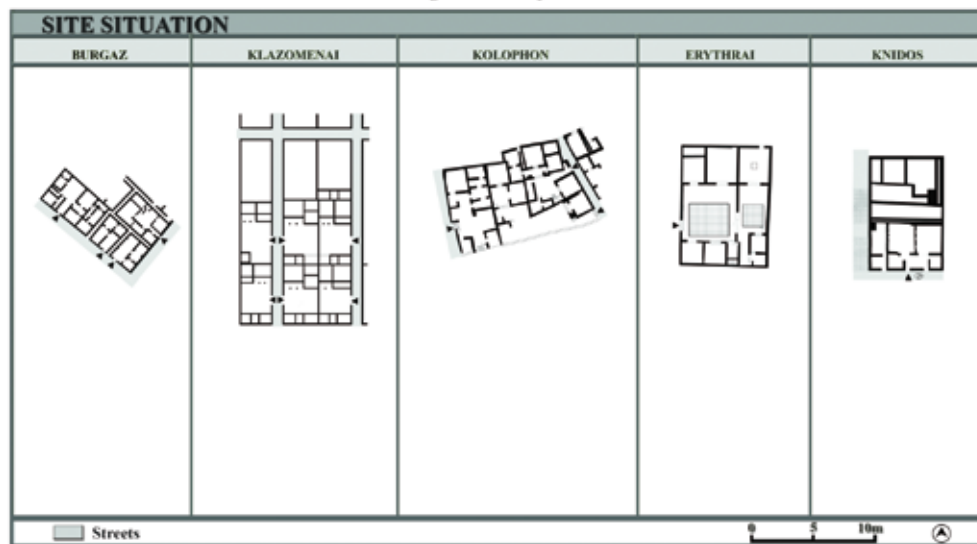 SITE SITUATION
BURGAZ KLAZOMENAI KOLOPHON ERYTHRAI KNIDOS
Streets 0 5 10m